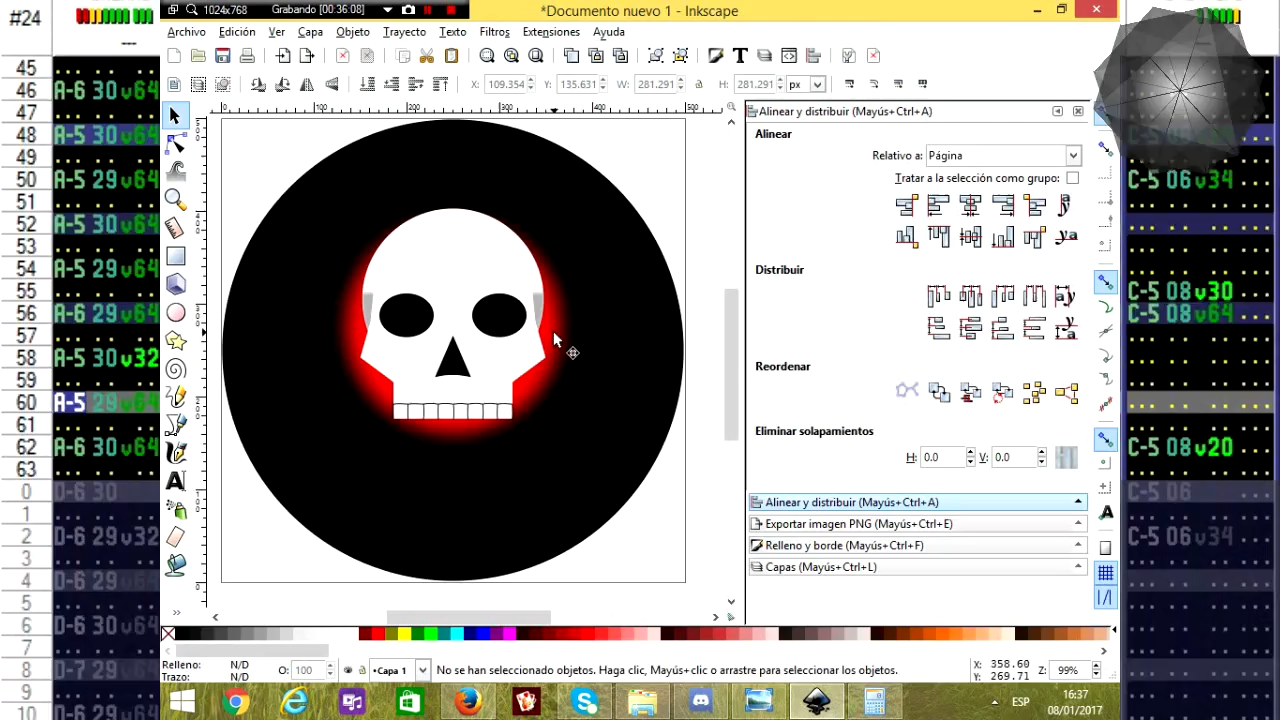 #24
---
45
46
47
48
49
50
51
52
53
54
55
56
57
58
59
60
61
62
63
0
1
2
3
4
5
6
7
8
9
10
A-6 30 v64
A-5 30 v64
A-5 29 v64
A-5 30 v64
A-5 29 v64
A-6 30 v64
A-5 30 v32
A-5 29 v64
A-6 30 v64
D-6 30
D-6 29 v32
D-6 29 v64
D-6 30 v64
D-7 29 v64
D-6 30 v64
1024x768 Grabando [00:36:08]
*Documento nuevo 1 - Inkscape
Archivo Edición Ver Capa Objeto Trayecto Texto Filtros Extensiones Ayuda
X: 109.354 Y: 135.631 W: 281.291 H: 281.291 px
Alinear y distribuir (Mayús+Ctrl+A)
Alinear
Relativo a: Página
Tratar a la selección como grupo:
Distribuir
Reordenar
Eliminar solapamientos
H: 0.0 V: 0.0
Alinear y distribuir (Mayús+Ctrl+A)
Exportar imagen PNG (Mayús+E)
Relleno y borde (Mayús+Ctrl+F)
Capas (Mayús+Ctrl+L)
Relleno: N/D
Trazo: N/D
O: 100
•Capa 1
No se han seleccionado objetos. Haga clic, Mayús+clic o arrastre para seleccionar los objetos.
X: 358.60
Y: 269.71
Z: 99%
ESP
16:37
08/01/2017
C-5 06 v34
C-5 08 v30
C-5 08 v64
C-5 08 v20
C-5 06
C-5 06 v34